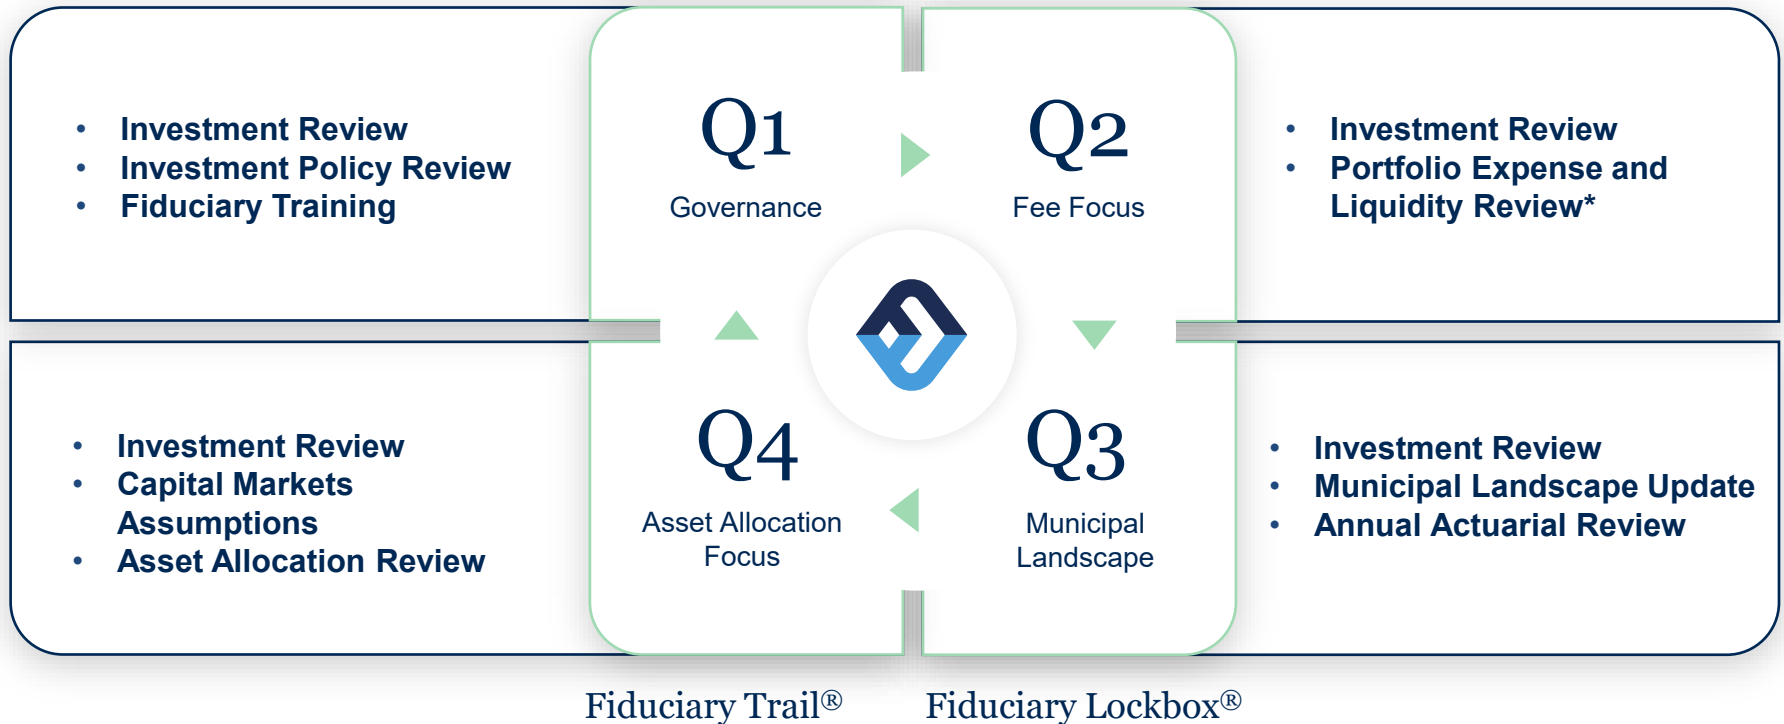 • Investment Review
• Investment Policy Review
• Fiduciary Training
Q1
Governance
Q2
Fee Focus
• Investment Review
• Portfolio Expense and
Liquidity Review*
• Investment Review
• Capital Markets
Assumptions
• Asset Allocation Review
Q4
Asset Allocation
Focus
Q3
Municipal
Landscape
• Investment Review
• Municipal Landscape Update
• Annual Actuarial Review
Fiduciary Trail®
Fiduciary Lockbox®